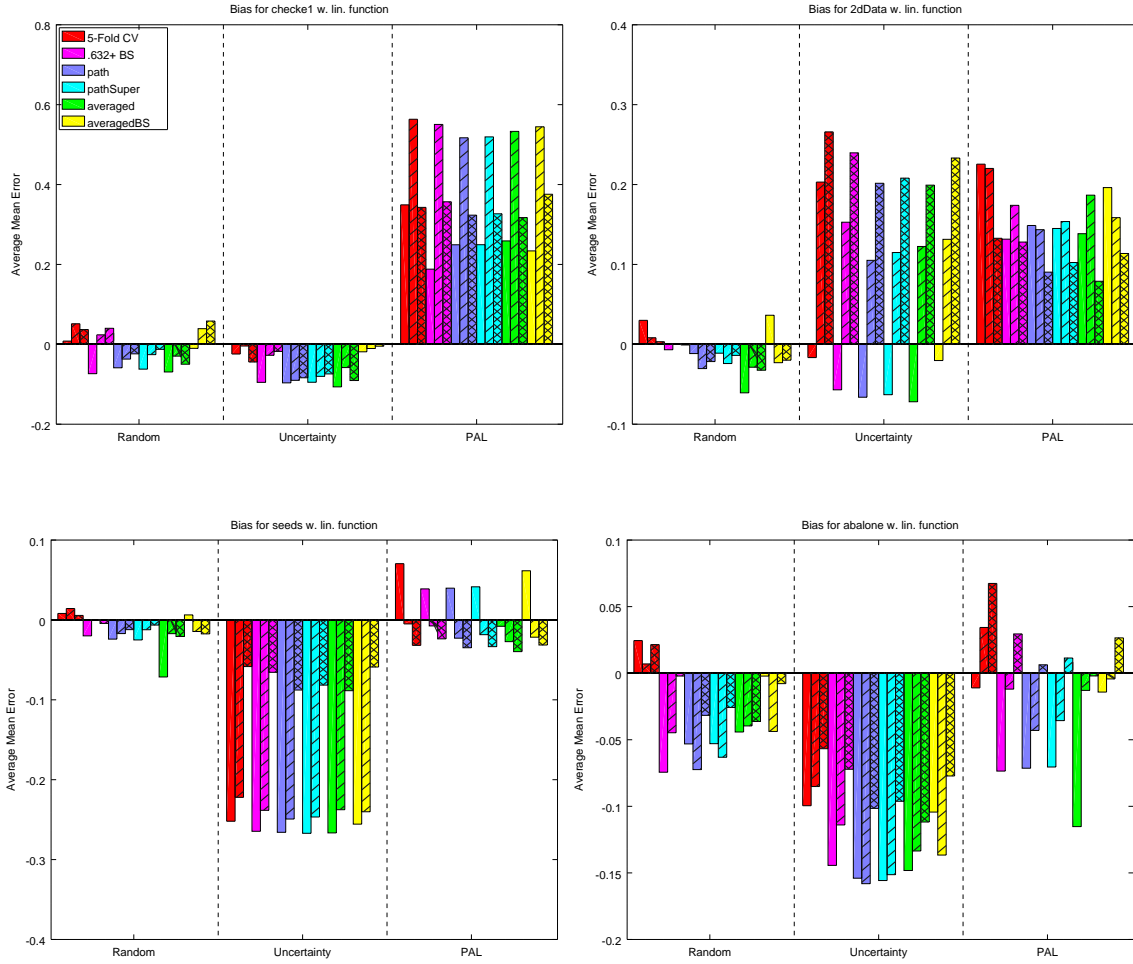 Bias for checke1 w. lin. function
0.8
0.6
0.4
0.2
0
-0.2
Average Mean Error
5-Fold CV
.632+ BS
path
pathSuper
averaged
averagedBS
Random Uncertainty PAL
Bias for 2dData w. lin. function
0.4
0.3
0.2
0.1
0
-0.1
Average Mean Error
Random Uncertainty PAL
Bias for seeds w. lin. function
0.1
0
-0.1
-0.2
-0.3
-0.4
Average Mean Error
Random Uncertainty PAL
Bias for abalone w. lin. function
0.1
0.05
0
-0.05
-0.1
-0.15
-0.2
Average Mean Error
Random Uncertainty PAL